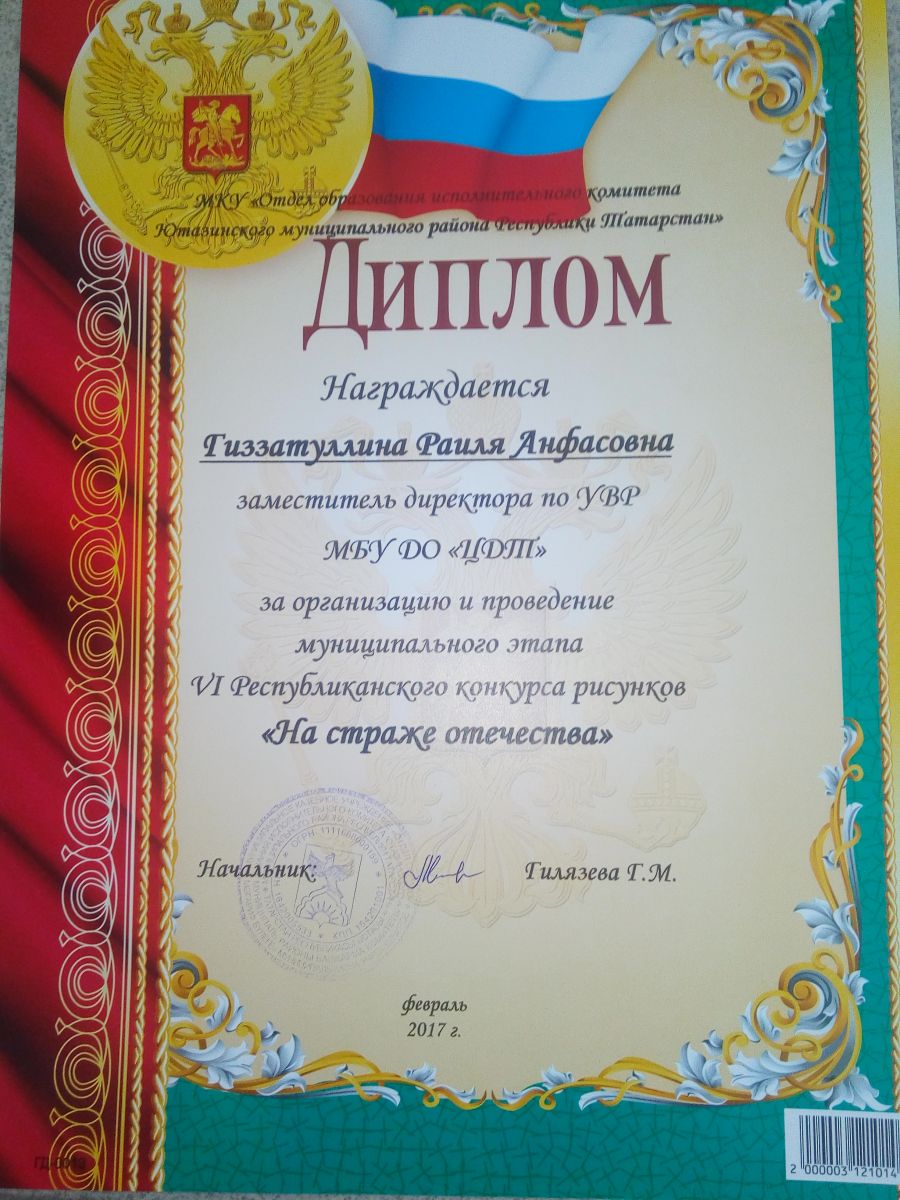 МКУ «Отдел образования исполнительного комитета
Ютазинского муниципального района Республики Татарстан»
Диплом
Награждается
Гиззатуллина Раиля Анфасовна
заместитель директора по УВР
МБУ ДО «ЦДТ»
за организацию и проведение
муниципального этапа
VI Республиканского конкурса рисунков
«На страже отечества»
Начальник:
Гилязева Г.М.
февраль
2017 г.
2 000003 121014